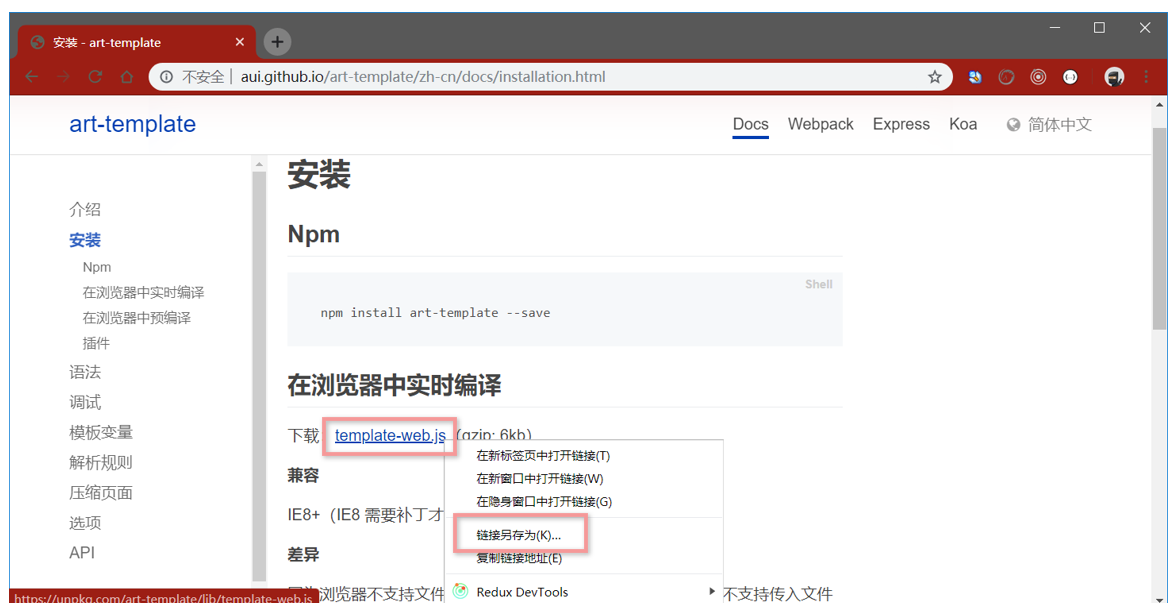 安装 - art-template
不安全 | aui.github.io/art-template/zh-cn/docs/installation.html
art-template
Docs Webpack Express Koa 简体中文
介绍
安装
Npm
在浏览器中实时编译
在浏览器中预编译
插件
语法
调试
模板变量
解析规则
压缩页面
选项
API
安装
Npm
Shell
npm install art-template --save
在浏览器中实时编译
下载 template-web.js (gzip: 6kb)
兼容
IE8+（IE8 需要补丁才
差异
浏览器不支持文件
不支持传入文件
在新标签页中打开链接(T)
在新窗口中打开链接(W)
在隐身窗口中打开链接(G)
链接另存为(K)...
复制链接地址(E)
Redux DevTools
https://unpkg.com/art-template/lib/template-web.js